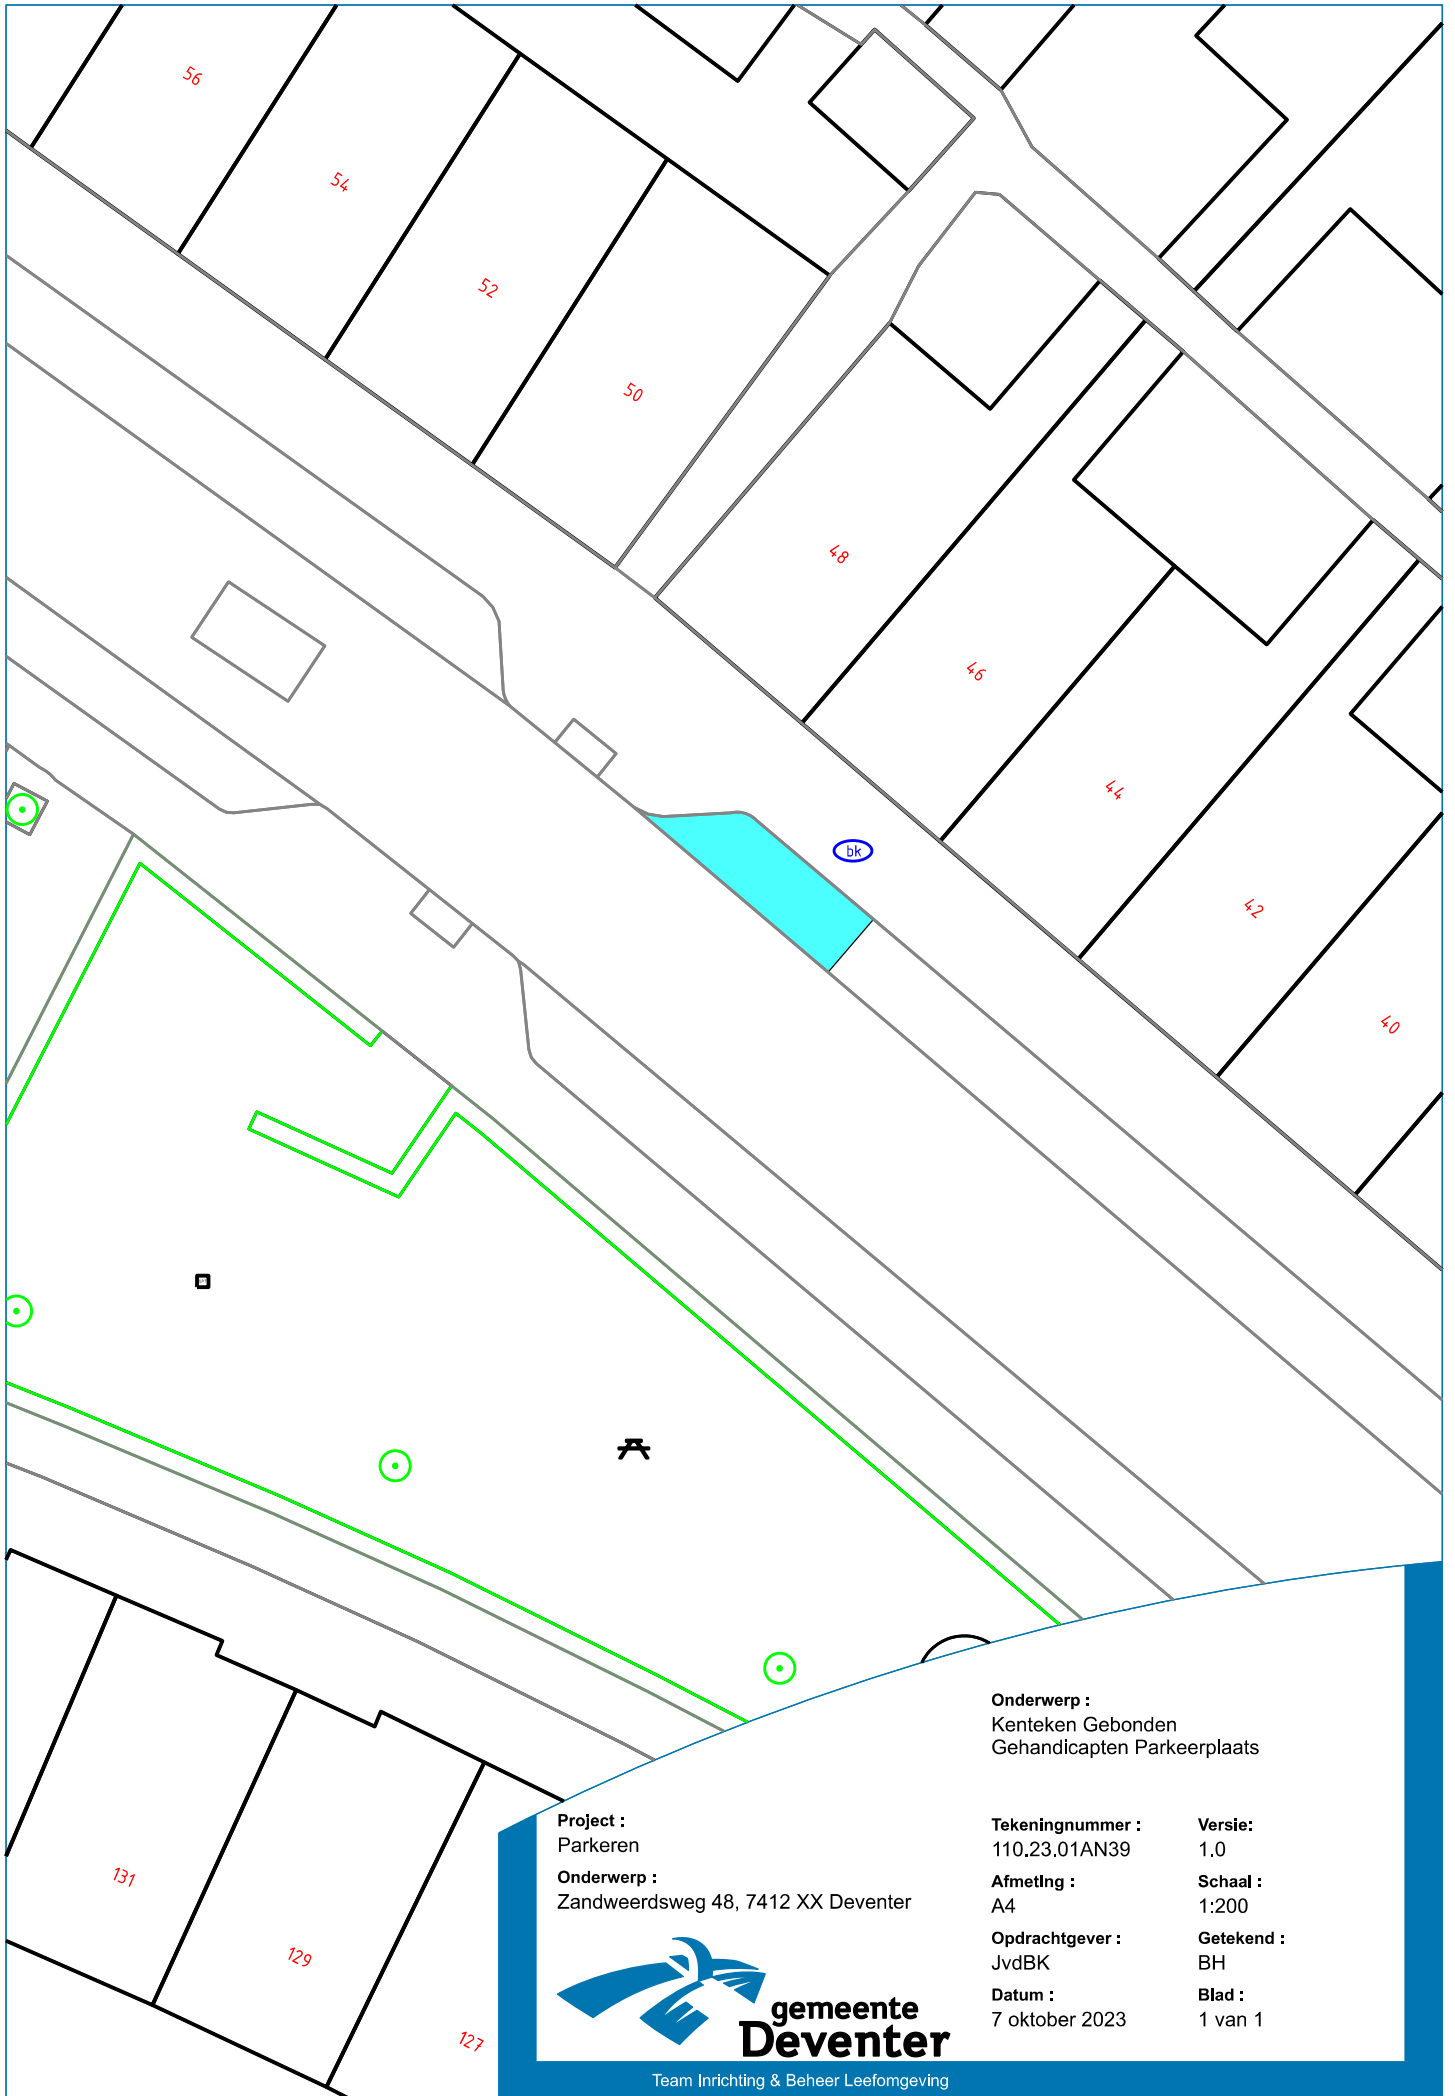 56
54
52
50
48
46
44
bk
42
40
131
129
127
Onderwerp :
Kenteken Gebonden
Gehandicapten Parkeerplaats
Project :
Parkeren
Onderwerp :
Zandweerdsweg 48, 7412 XX Deventer
Tekeningnummer : Versie:
110.23.01AN39 1.0
Afmeting : Schaal :
A4 1:200
Opdrachtgever : Getekend :
JvdBK BH
Datum : Blad :
7 oktober 2023 1 van 1
gemeente
Deventer
Team Inrichting & Beheer Leefomgeving